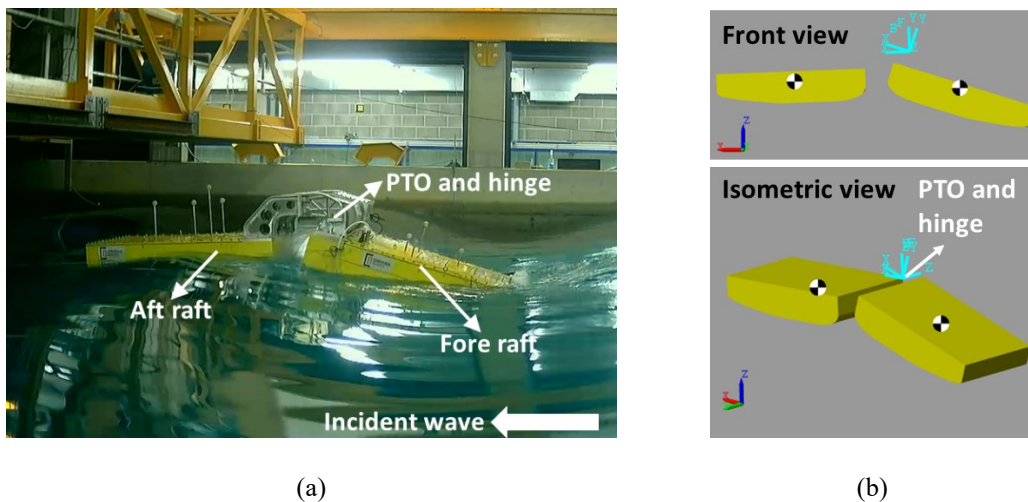 PTO and hinge
Aft raft
Fore raft
Incident wave
(a)
Front view
Isometric view
PTO and
hinge
Z
X
Z
(b)